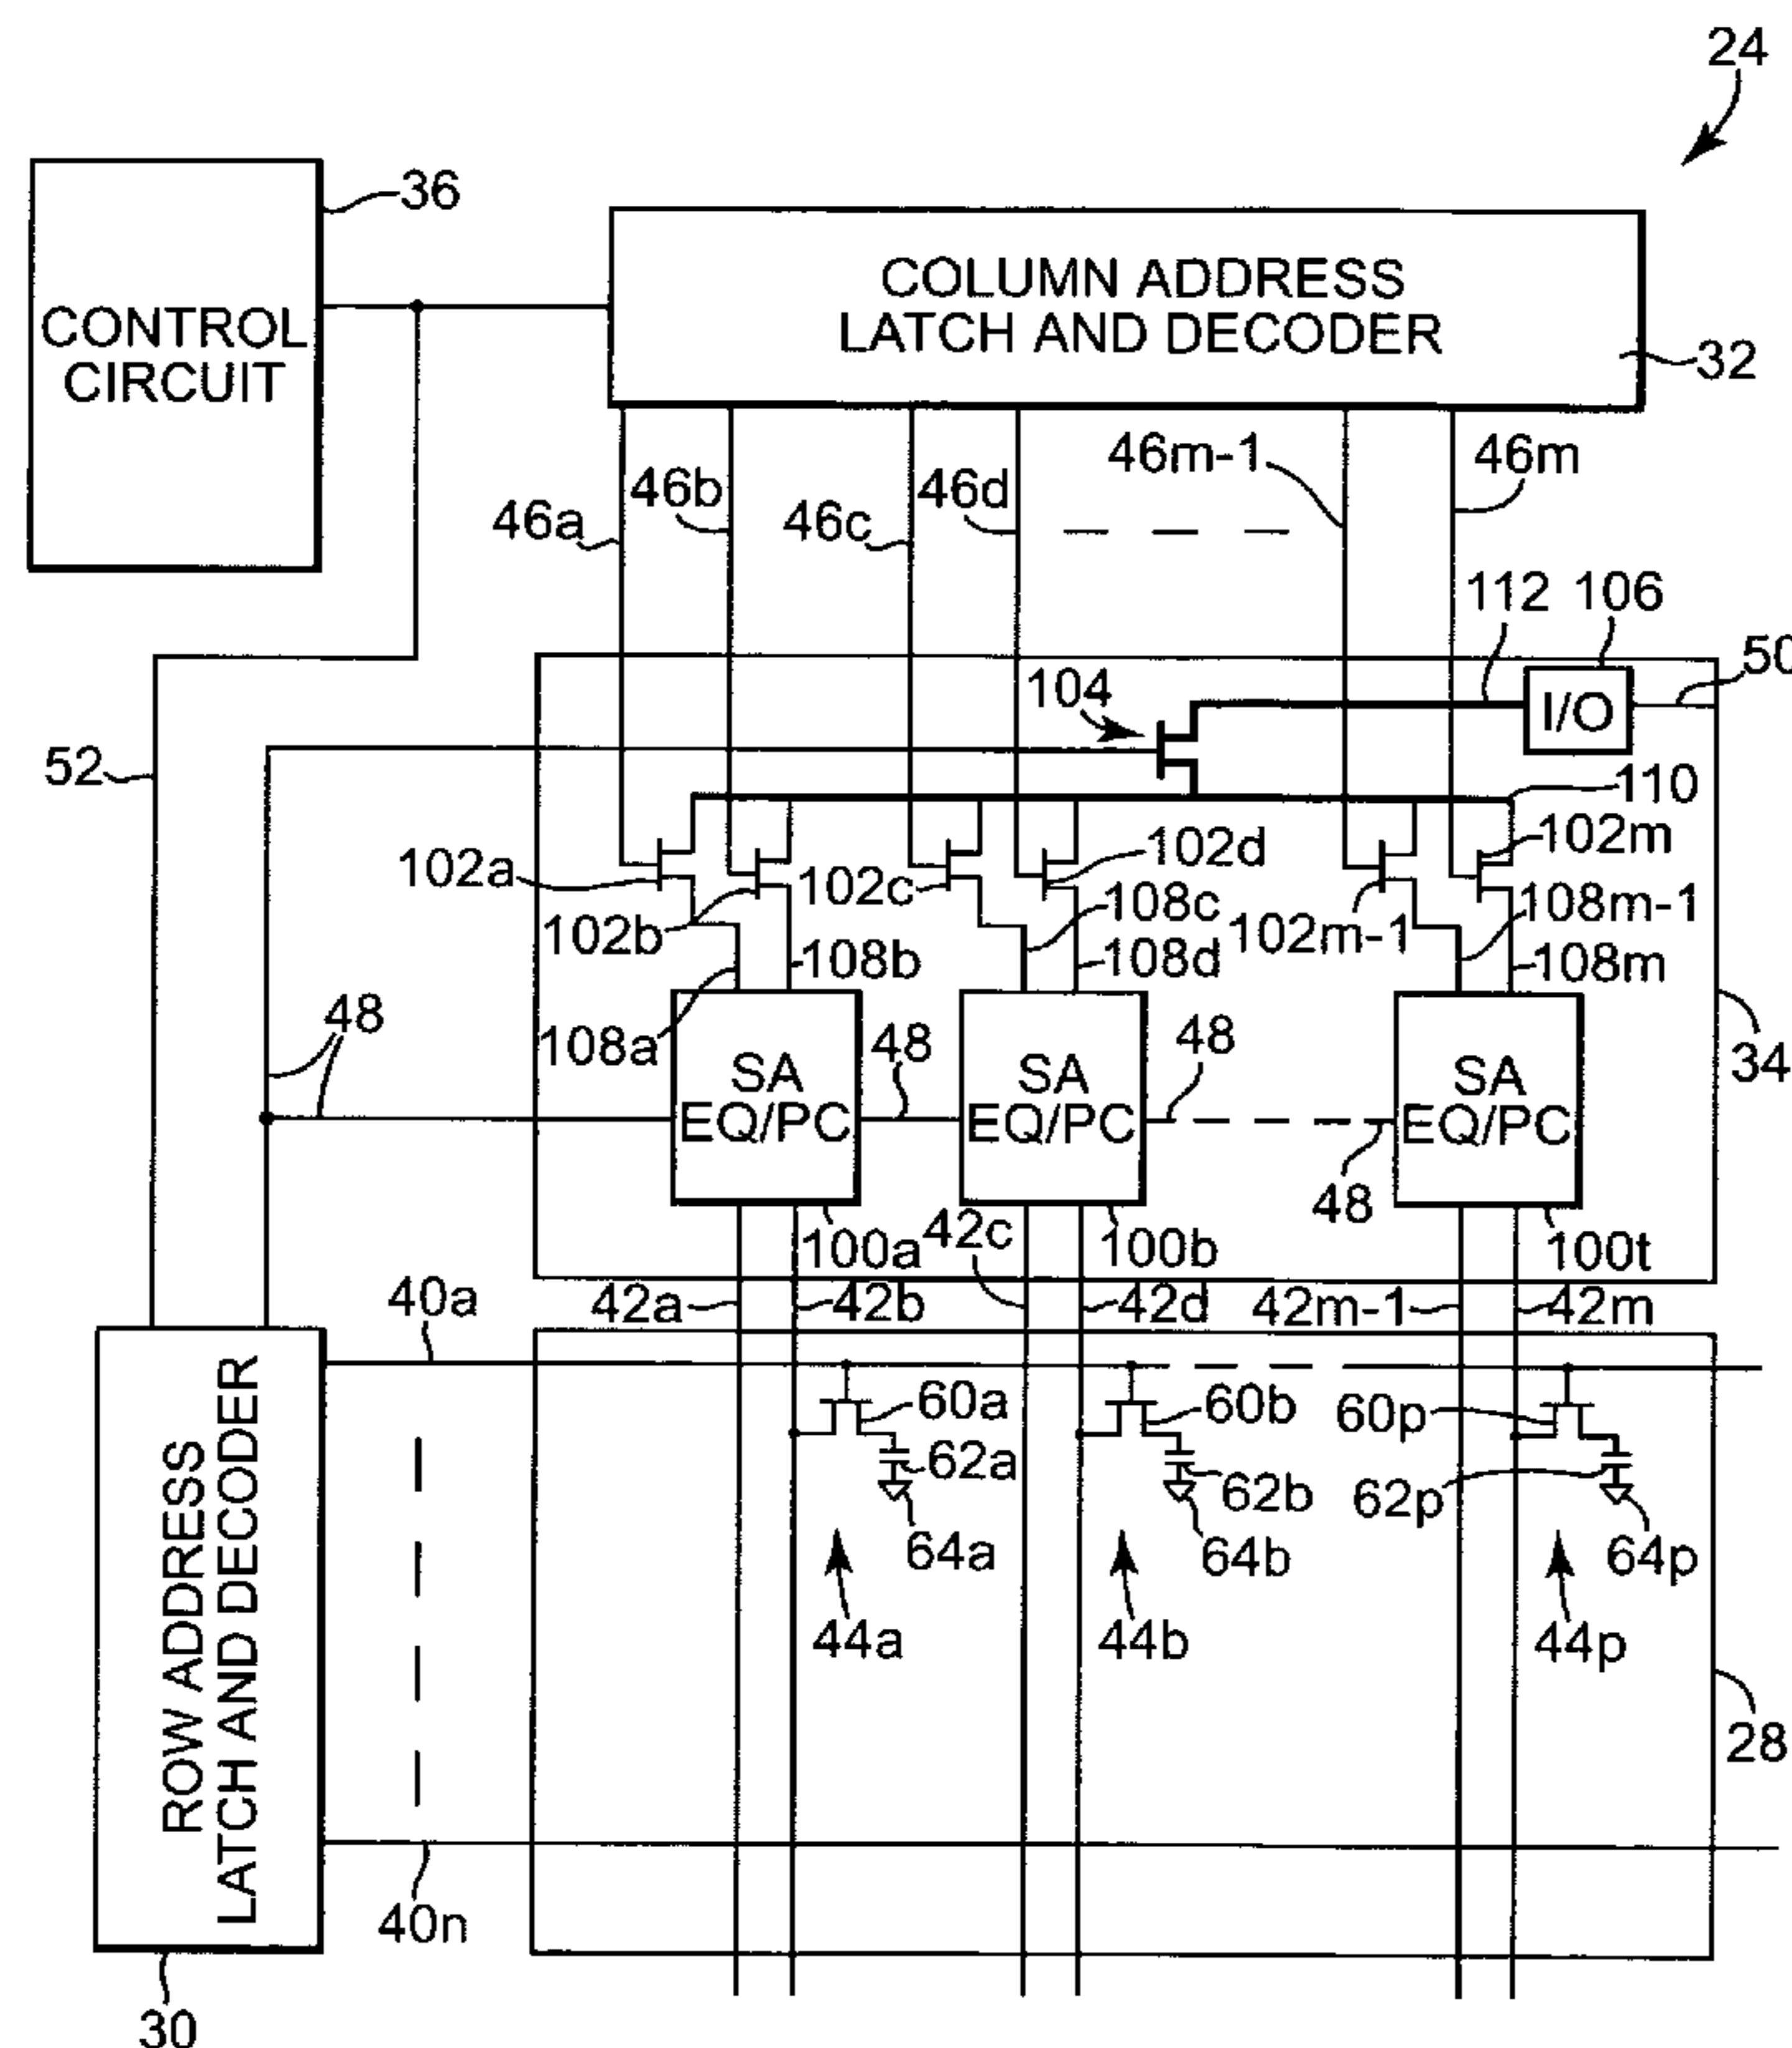 24
36
CONTROL
CIRCUIT
COLUMN ADDRESS
LATCH AND DECODER
32
46a
46b
46c
46d
46m-1
46m
112
106
50
104
I/O
52
110
102a
102b
102c
102d
102m
108c
102m-1
108m-1
108b
108d
108m
48
108a
48
48
34
SA
EQ/PC
SA
EQ/PC
SA
EQ/PC
48
100a
42c
100b
100t
40a
42a
42b
42d
42m-1
42m
60a
60b
60p
62a
62b
62p
64a
64b
64p
44a
44b
44p
ROW ADDRESS
LATCH AND DECODER
28
40n
30